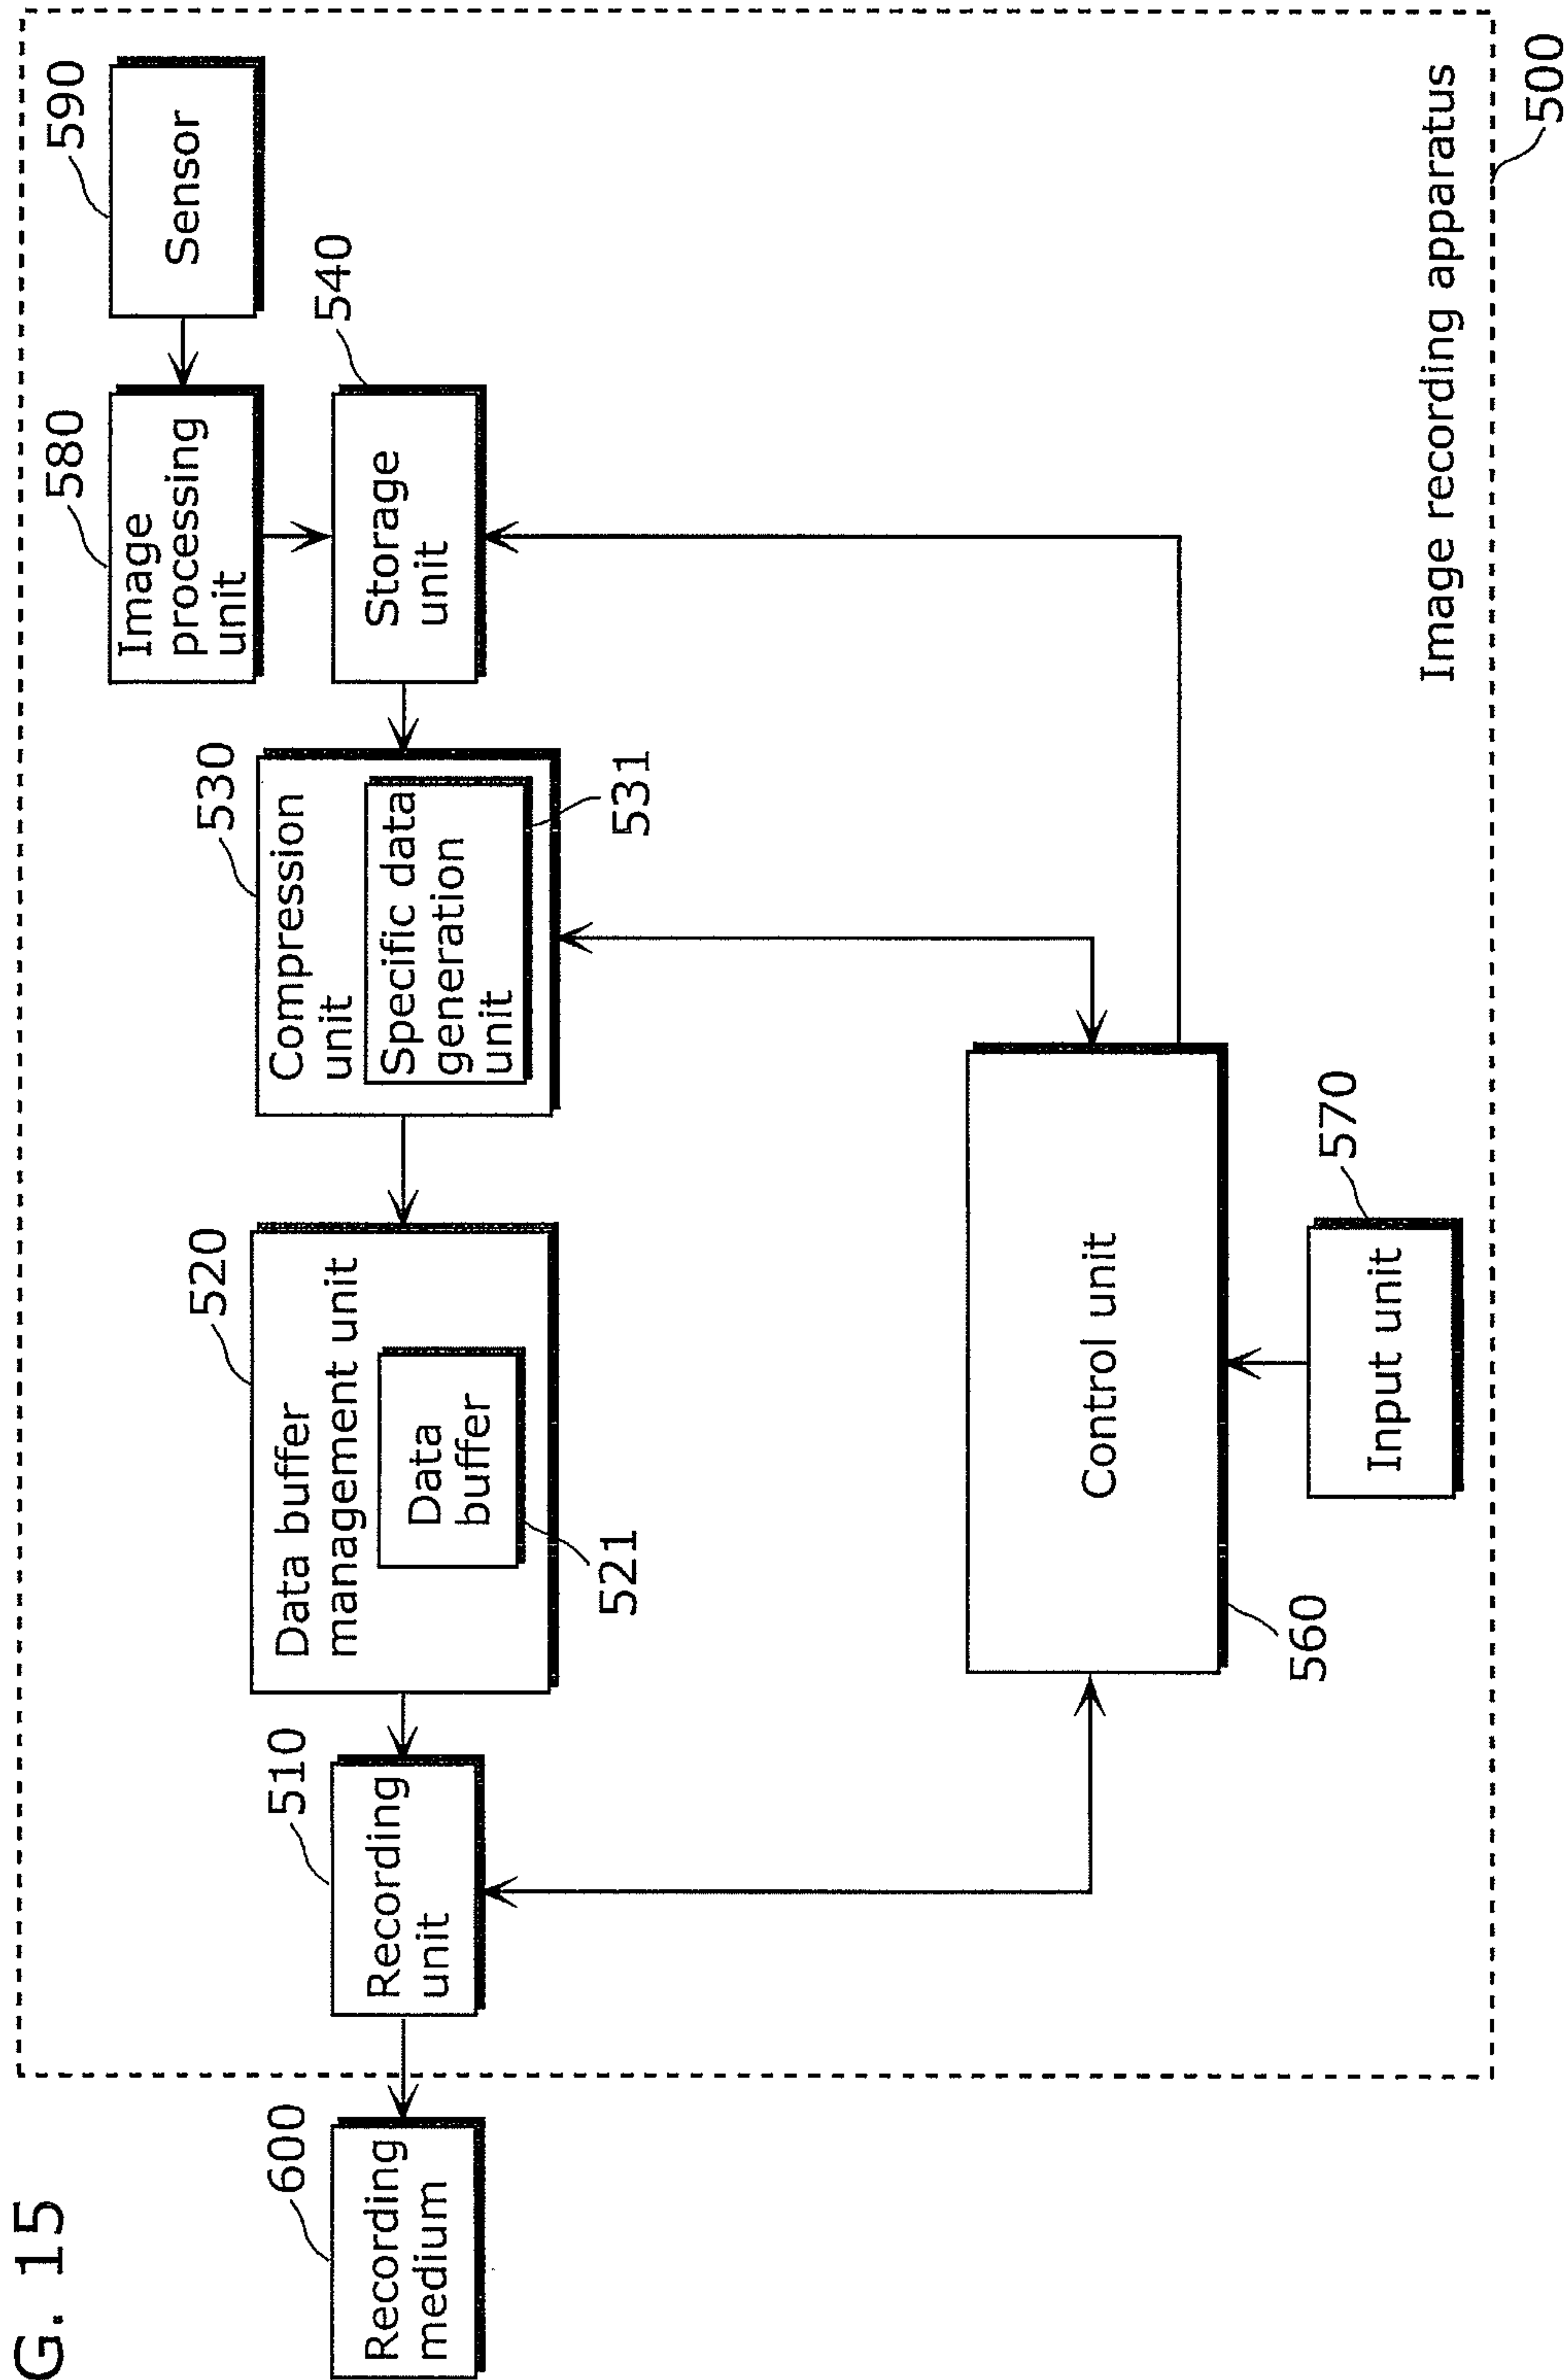 G. 15
600
Recording
medium
510
Recording
unit
520
Data buffer
management unit
Data
buffer
521
530
Compression
unit
Specific data
generation
unit
531
580
Image
processing
unit
590
Sensor
540
Storage
unit
Control unit
560
570
Input unit
Image recording apparatus
500